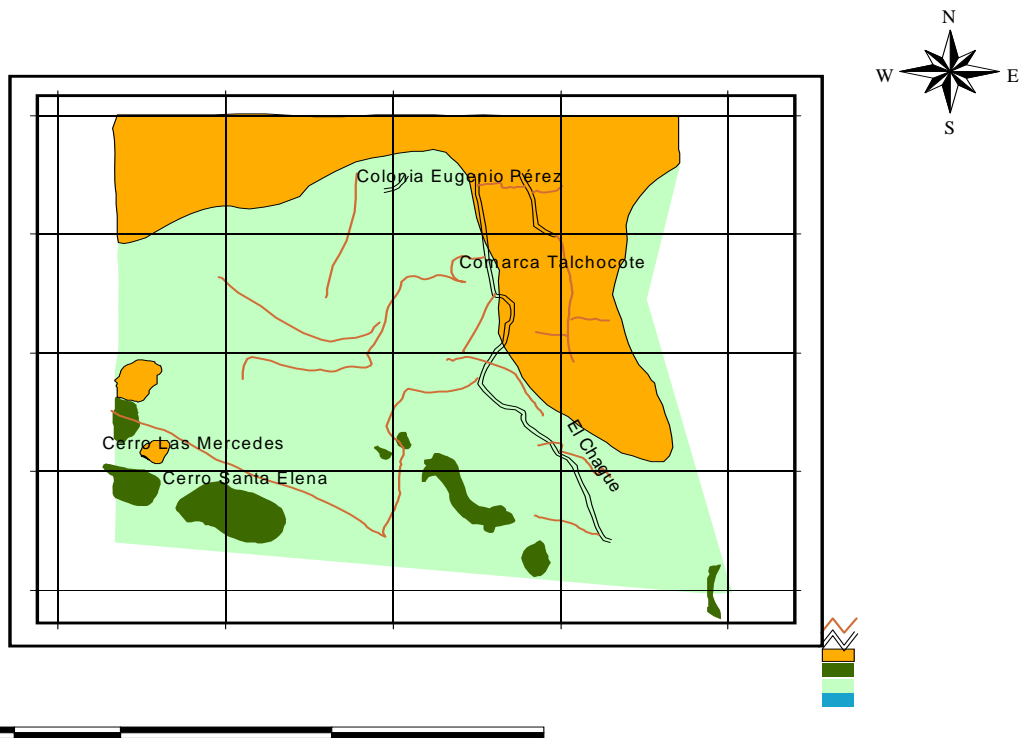 N
W E
S
Colonia Eugenio Pérez
Comarca Talchocote
El Chague
Cerro Las Mercedes
Cerro Santa Elena